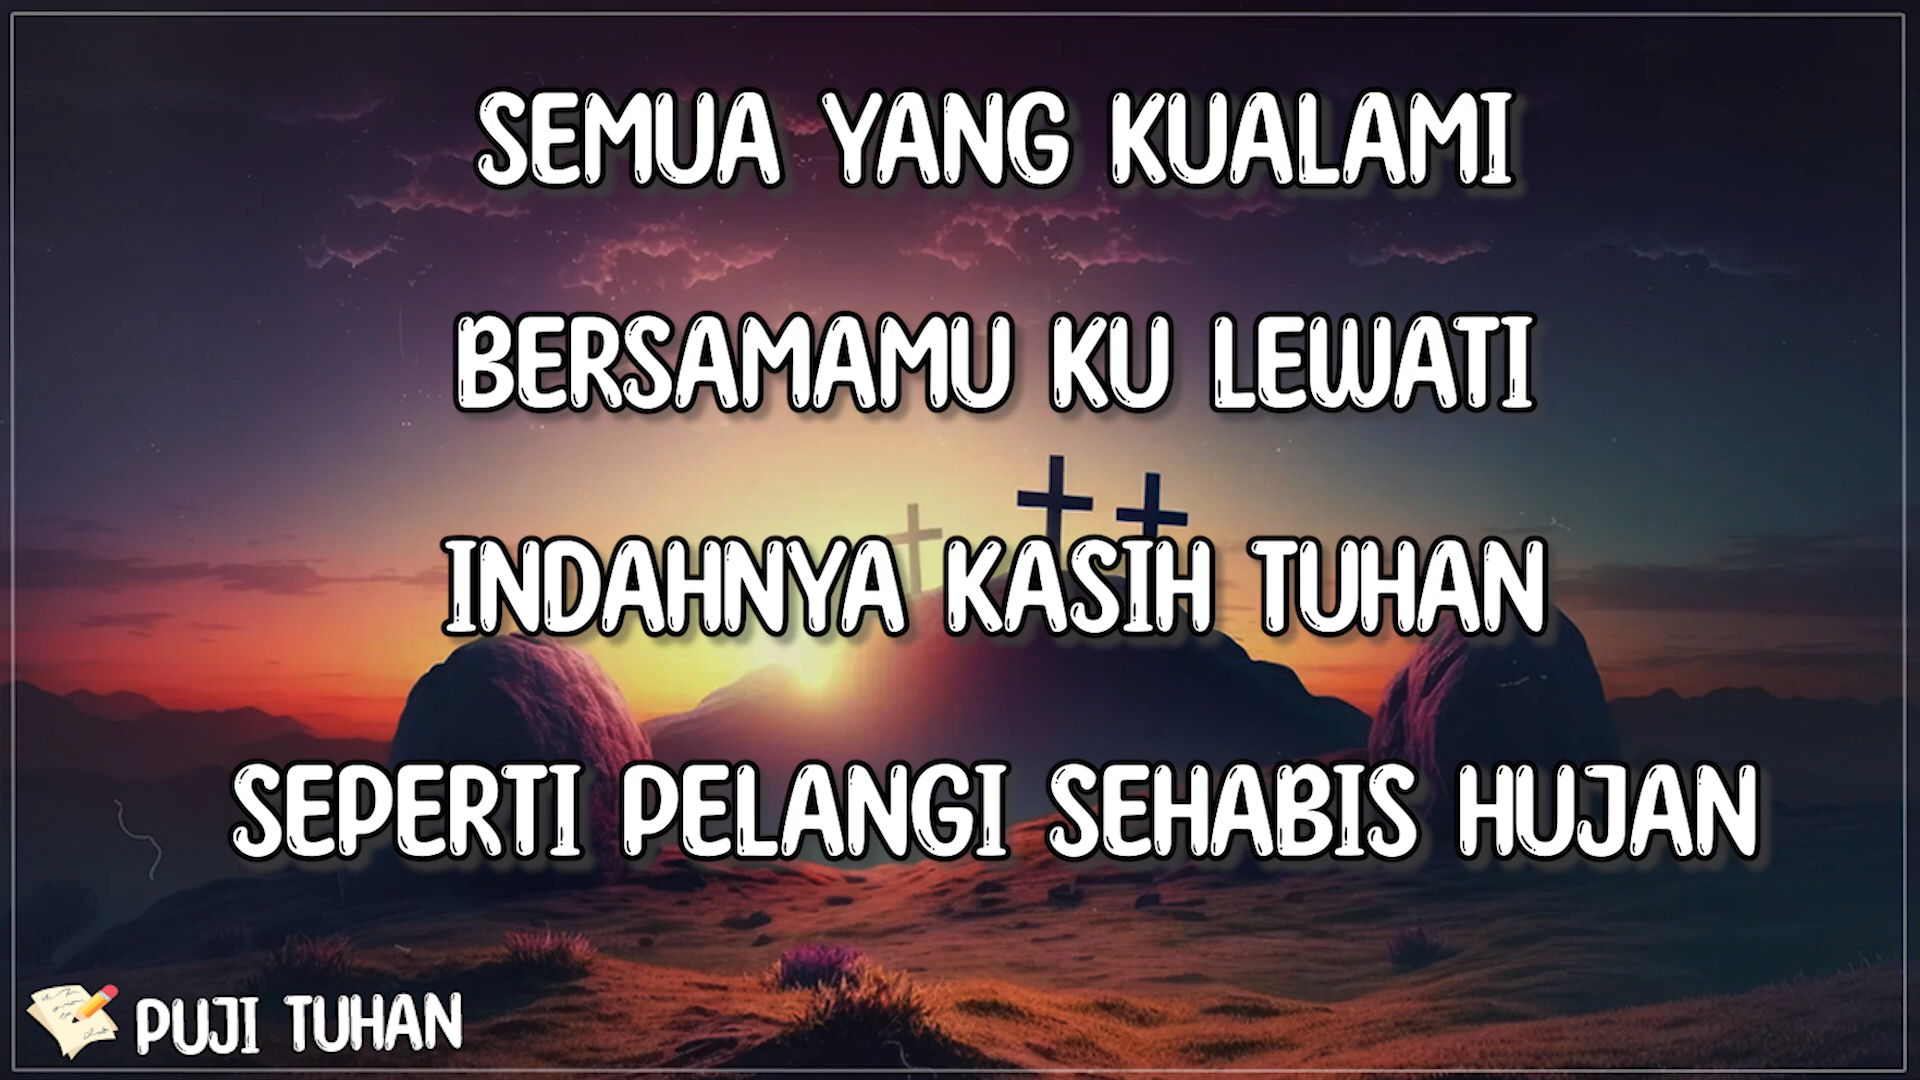 SEMUA YANG KUALAMI
BERSAMAMU KU LEWATI
INDAHNYA KASIH TUHAN
SEPERTI PELANGI SEHABIS HUJAN
PUJI TUHAN